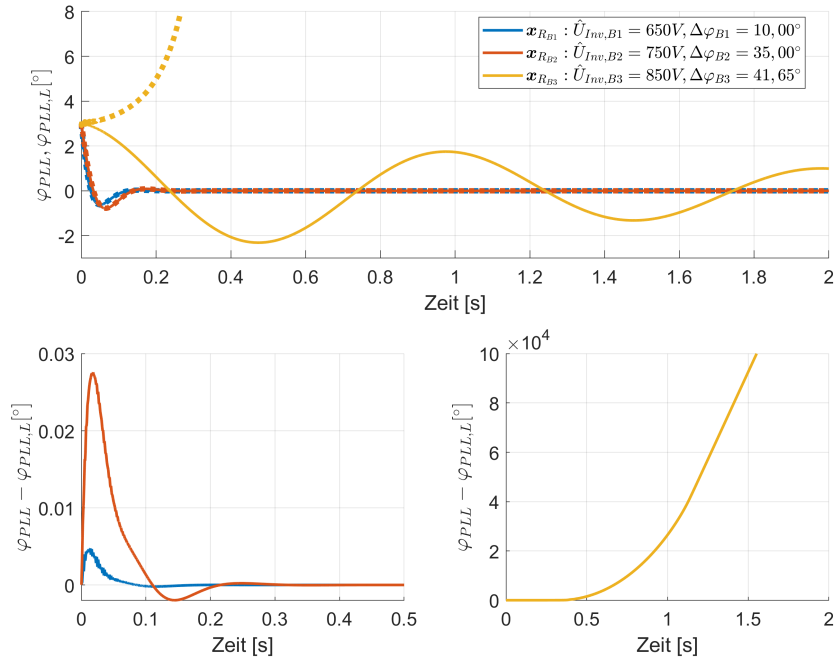 8
6
4
2
0
-2
φ_PLL, φ_PLL,L[°]
x_R_B1 : Û_Inv,B1 = 650V, Δφ_B1 = 10,00°
x_R_B2 : Û_Inv,B2 = 750V, Δφ_B2 = 35,00°
x_R_B3 : Û_Inv,B3 = 850V, Δφ_B3 = 41,65°
0 0.2 0.4 0.6 0.8 1 1.2 1.4 1.6 1.8 2
Zeit [s]
0.03
0.02
0.01
0
φ_PLL − φ_PLL,L[°]
0 0.1 0.2 0.3 0.4 0.5
Zeit [s]
×10^4
10
8
6
4
2
0
φ_PLL − φ_PLL,L[°]
0 0.5 1 1.5 2
Zeit [s]